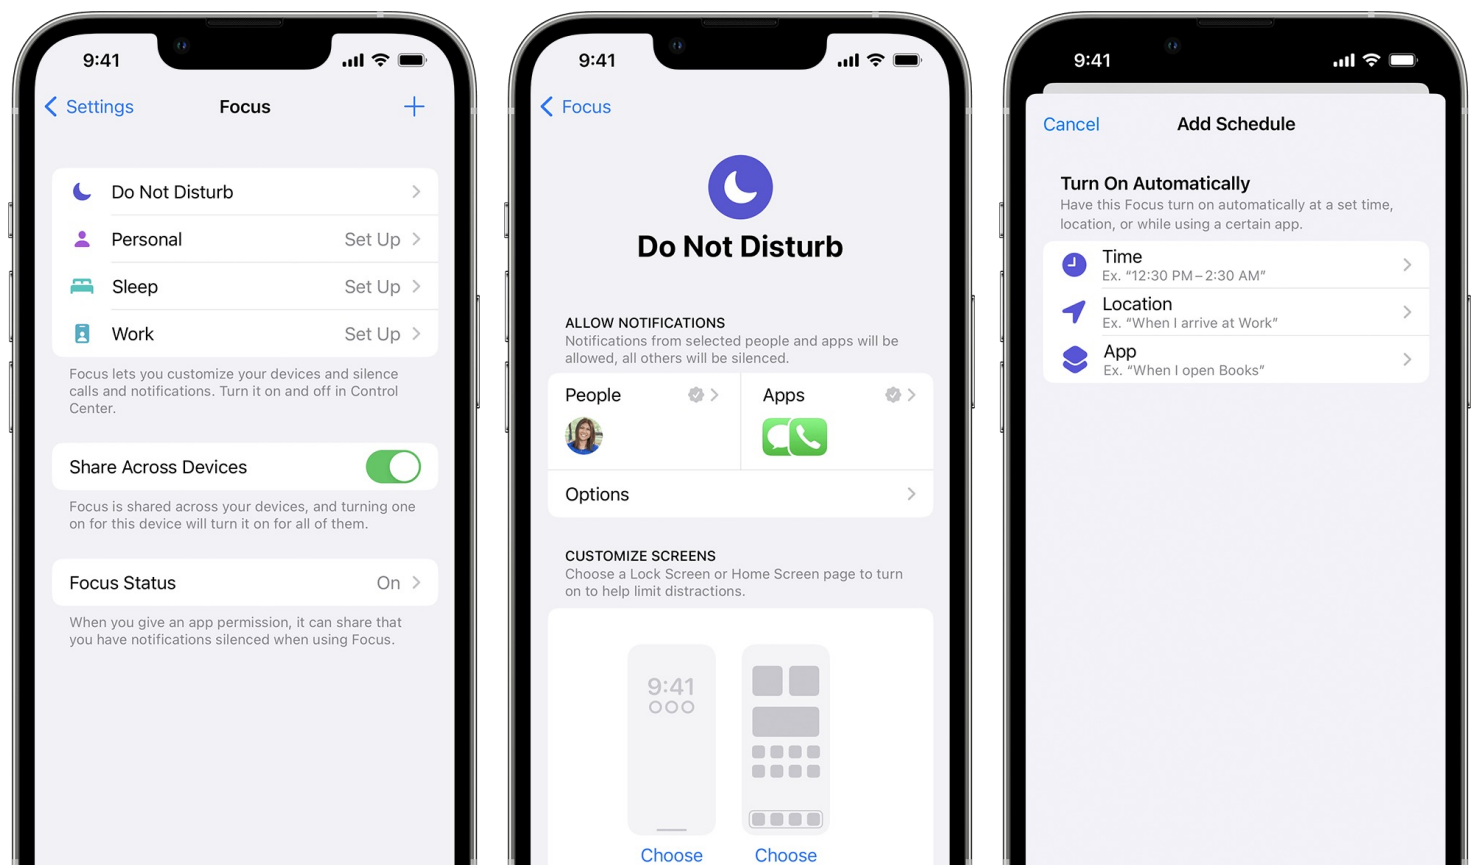 9:41
Settings
Focus
Do Not Disturb
Personal
Set Up
Sleep
Set Up
Work
Set Up
Focus lets you customize your devices and silence
calls and notifications. Turn it on and off in Control
Center.
Share Across Devices
Focus is shared across your devices, and turning one
on for this device will turn it on for all of them.
Focus Status
On
When you give an app permission, it can share that
you have notifications silenced when using Focus.
9:41
Focus
Do Not Disturb
ALLOW NOTIFICATIONS
Notifications from selected people and apps will be
allowed, all others will be silenced.
People
Apps
Options
CUSTOMIZE SCREENS
Choose a Lock Screen or Home Screen page to turn
on to help limit distractions.
9:41
Choose
Choose
9:41
Cancel
Add Schedule
Turn On Automatically
Have this Focus turn on automatically at a set time,
location, or while using a certain app.
Time
Ex. “12:30 PM – 2:30 AM”
Location
Ex. “When I arrive at Work”
App
Ex. “When I open Books”